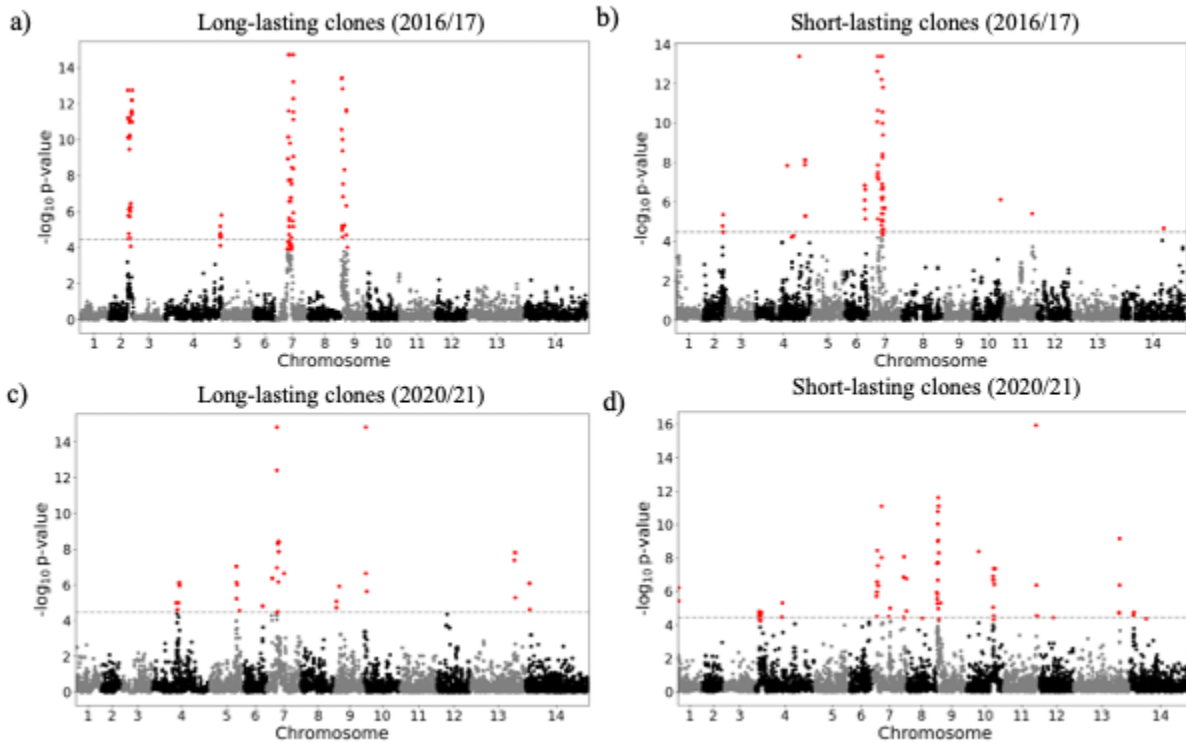 a)
Long-lasting clones (2016/17)
14
12
10
8
6
4
2
0
-log10 p-value
1 2 3 4 5 6 7 8 9 10 11 12 13 14
Chromosome
b)
Short-lasting clones (2016/17)
14
12
10
8
6
4
2
0
-log10 p-value
1 2 3 4 5 6 7 8 9 10 11 12 13 14
Chromosome
c)
Long-lasting clones (2020/21)
14
12
10
8
6
4
2
0
-log10 p-value
1 2 3 4 5 6 7 8 9 10 11 12 13 14
Chromosome
d)
Short-lasting clones (2020/21)
16
14
12
10
8
6
4
2
0
-log10 p-value
1 2 3 4 5 6 7 8 9 10 11 12 13 14
Chromosome